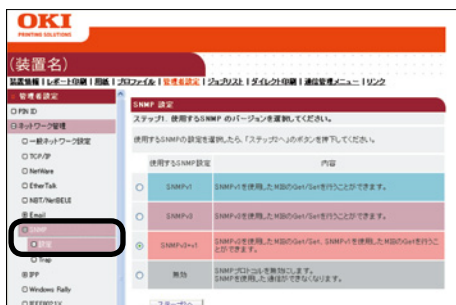 OKI
PRINTING SOLUTIONS
(装置名)
装置情報 | レポート印刷 | 用紙 | プロファイル | 管理者設定 | ジョブリスト | ダイレクト印刷 | 通信管理メニュー | リンク
管理者設定
PIN ID
ネットワーク管理
一般ネットワーク設定
TCP/IP
NetWare
EtherTalk
NBT/NetBEUI
Email
SNMP
設定
Trap
IPP
Windows Rally
IEEE802.1X
SNMP 設定
ステップ1. 使用するSNMP のバージョンを選択してください。
使用するSNMPの設定を選択したら、「ステップ2へ」のボタンを押下してください。
使用するSNMP設定 内容
SNMPv1 SNMPv1を使用したMIBのGet/Setを行うことができます。
SNMPv3 SNMPv3を使用したMIBのGet/Setを行うことができます。
SNMPv3+v1 SNMPv3を使用したMIBのGet/Set、SNMPv1を使用したMIBのGetを行うこ
とができます。
無効 SNMPプロトコルを無効にします。
SNMPを使用した通信ができなくなります。
ステップ2へ